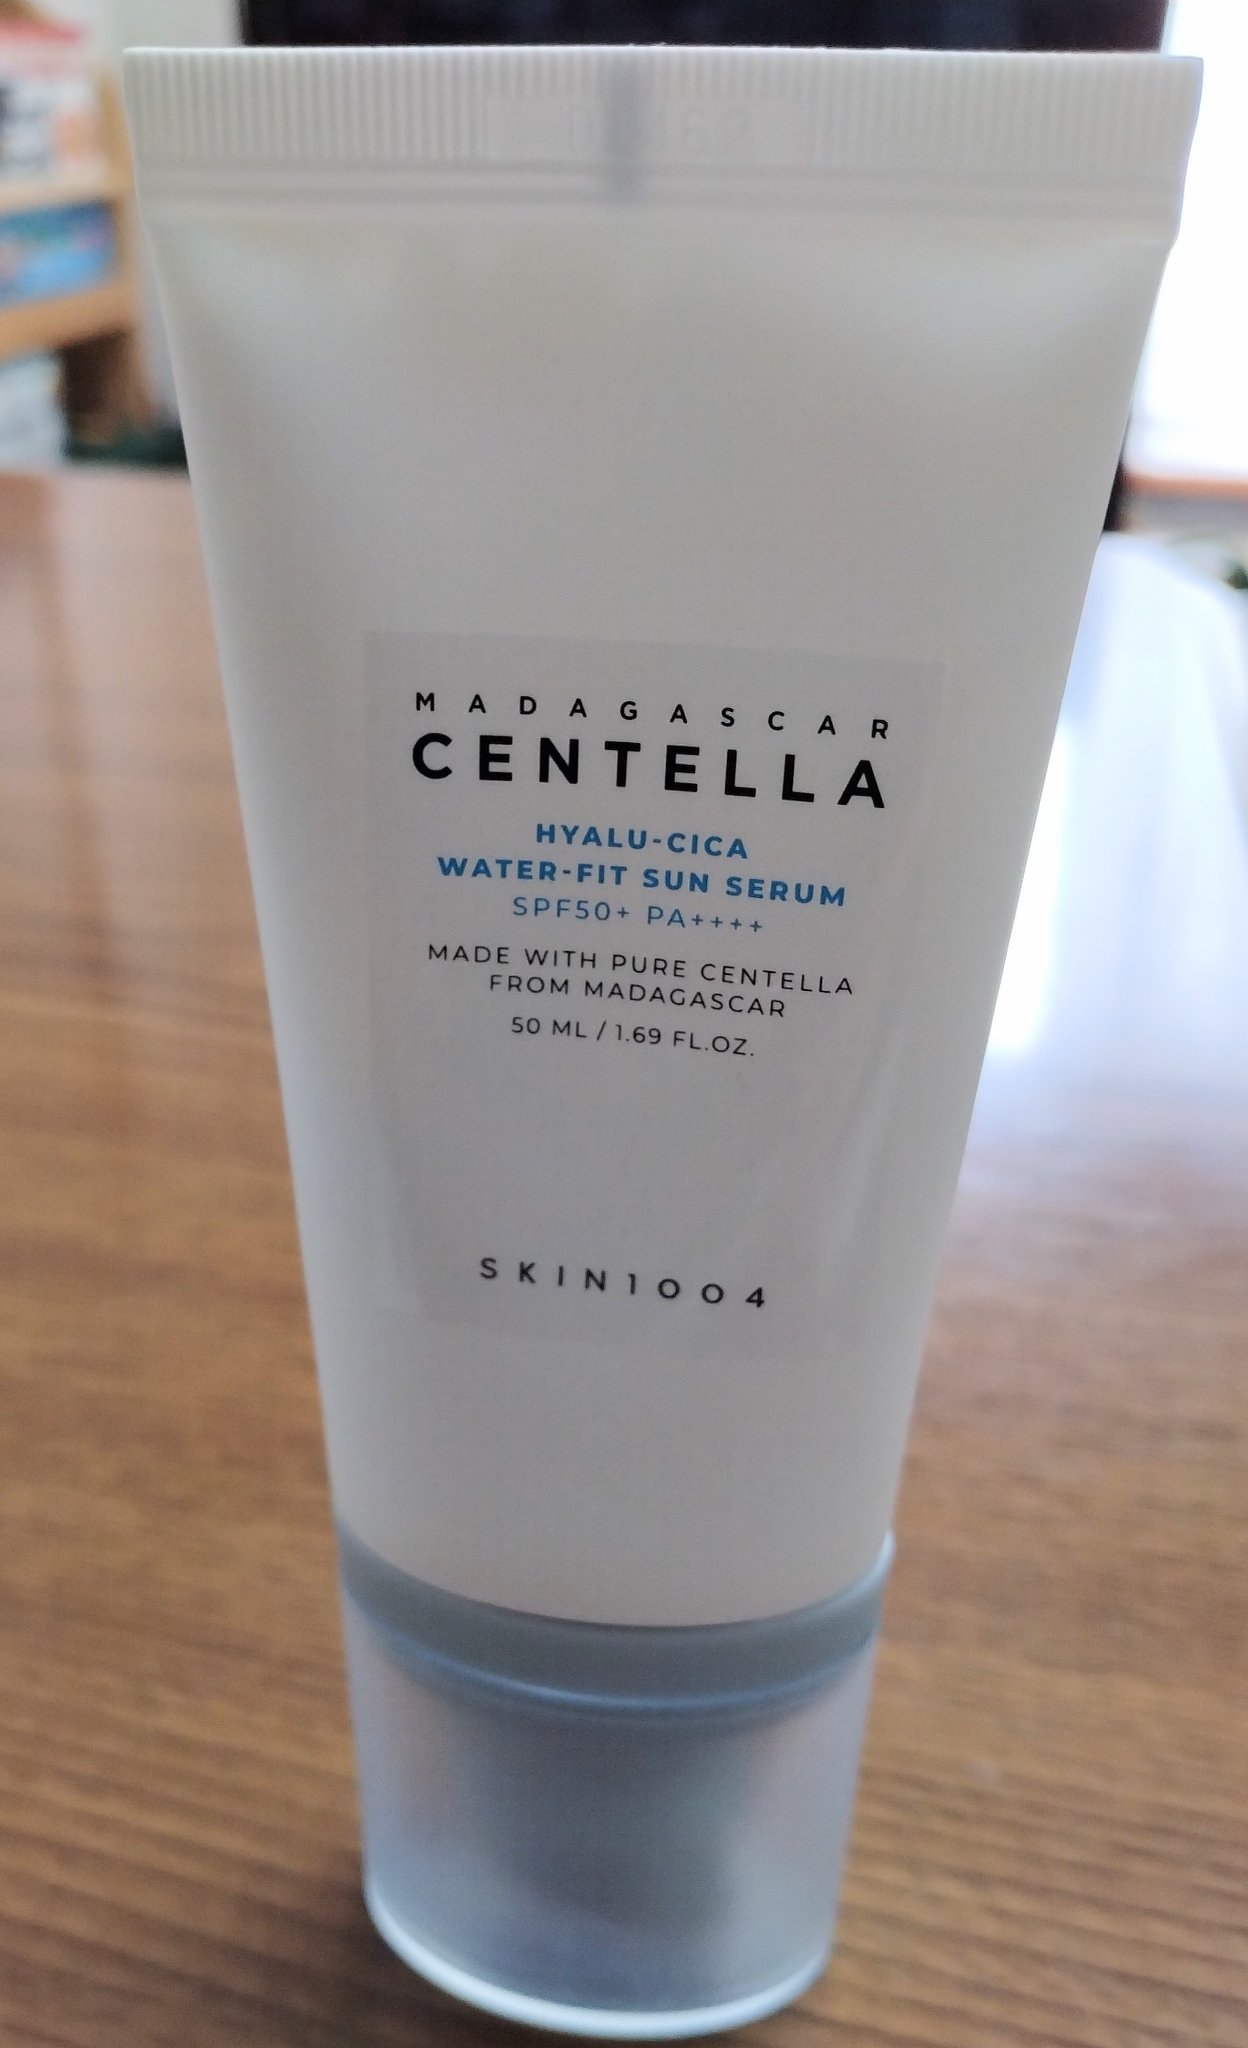 MADAGASCAR
CENTELLA
HYALU-CICA
WATER-FIT SUN SERUM
SPF50+ PA++++
MADE WITH PURE CENTELLA
FROM MADAGASCAR
50 ML / 1.69 FL.OZ.
SKIN1004